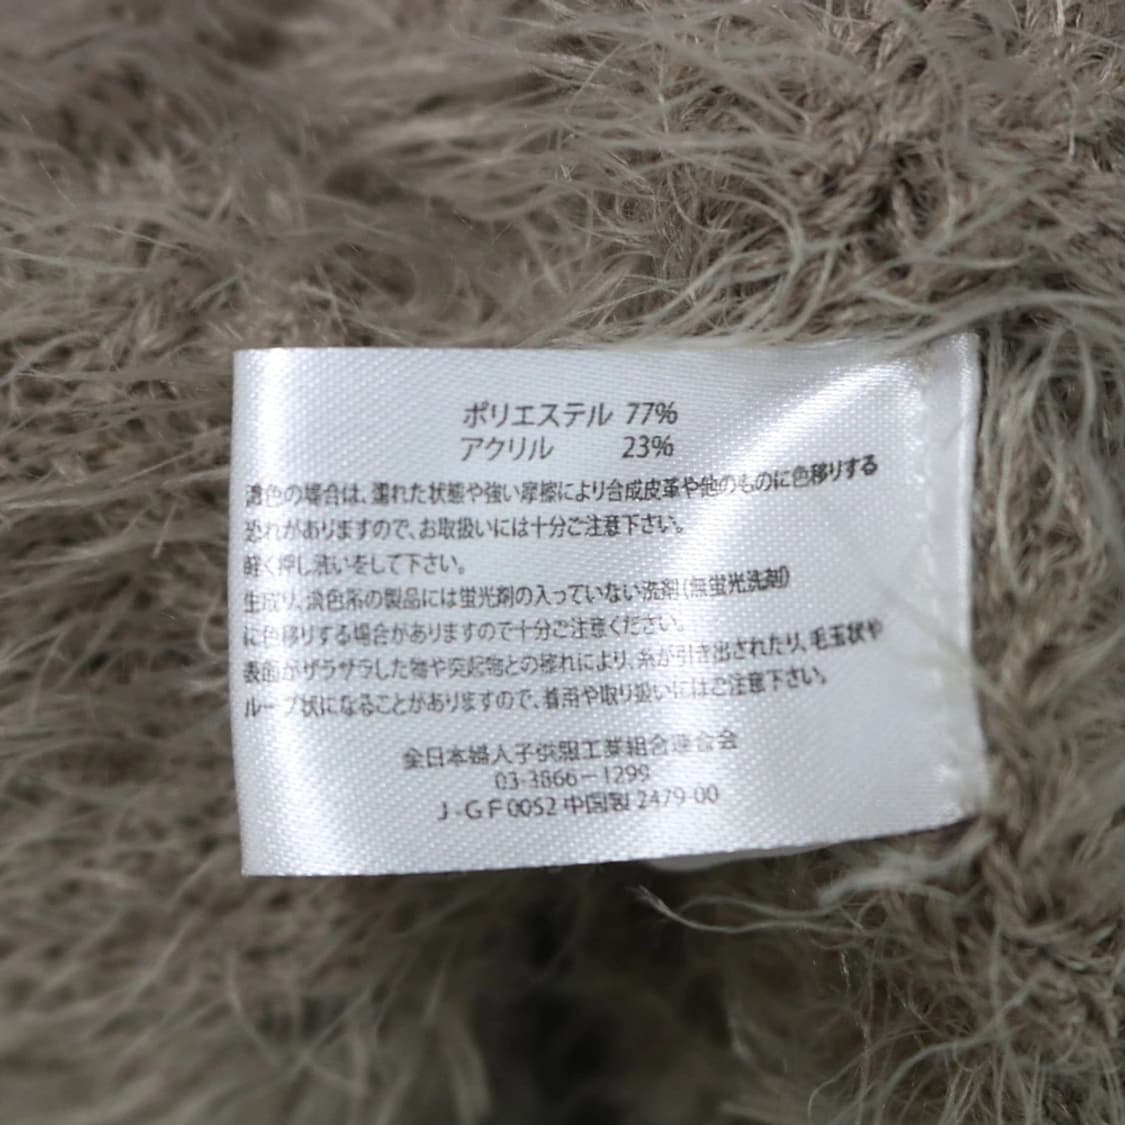 ポリエステル 77%
アクリル 23%
濃色の場合は、濡れた状態や強い摩擦により合成皮革や他のものに色移りする
恐れがありますので、お取扱いには十分ご注意下さい。
軽く押し洗いをして下さい。
生成り、淡色系の製品には蛍光剤の入っていない洗剤(無蛍光洗剤)
に色移りする場合がありますので十分ご注意ください。
表面がザラザラした物や突起物との擦れにより、糸が引き出されたり、毛玉状や
ループ状になることがありますので、着用や取り扱いにはご注意下さい。
全日本婦人子供服工業組合連合会
03-3866-1299
J-GF0052 中国製 2479-00